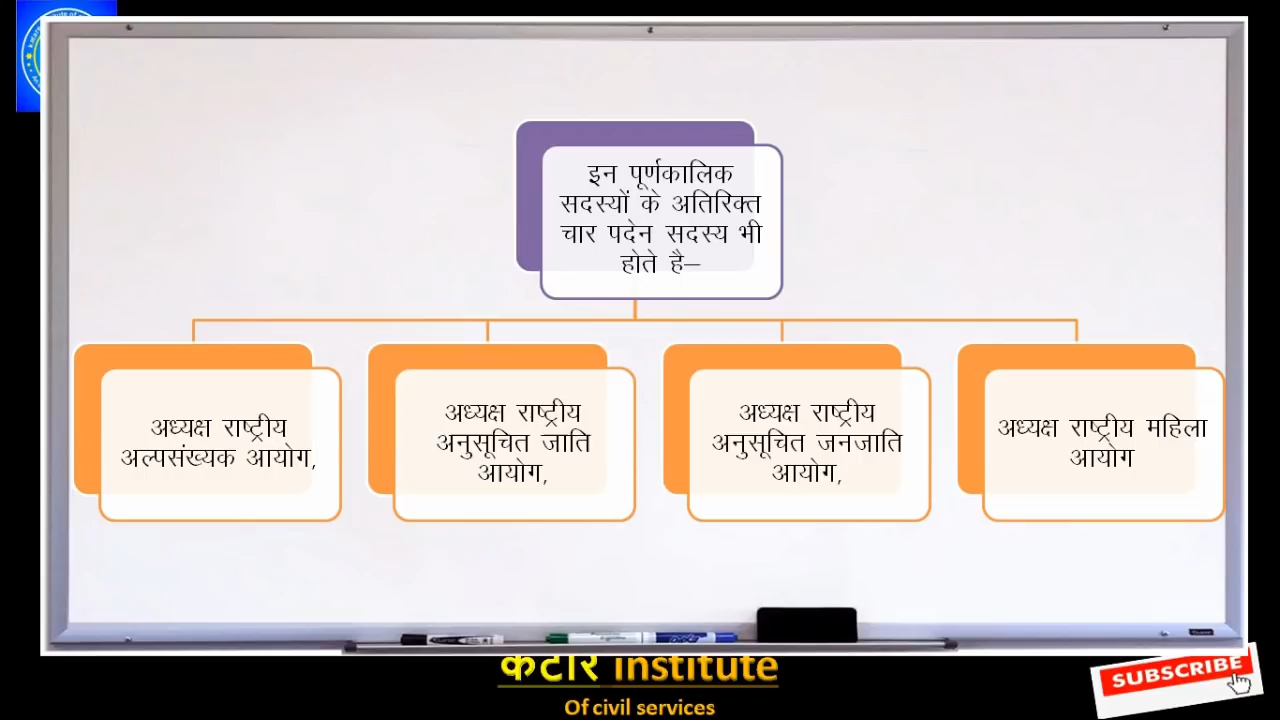 इन पूर्णकालिक
सदस्यों के अतिरिक्त
चार पदेन सदस्य भी
होते है–
अध्यक्ष राष्ट्रीय
अल्पसंख्यक आयोग,
अध्यक्ष राष्ट्रीय
अनुसूचित जाति
आयोग,
अध्यक्ष राष्ट्रीय
अनुसूचित जनजाति
आयोग,
अध्यक्ष राष्ट्रीय महिला
आयोग
कटार institute
Of civil services
SUBSCRIBE